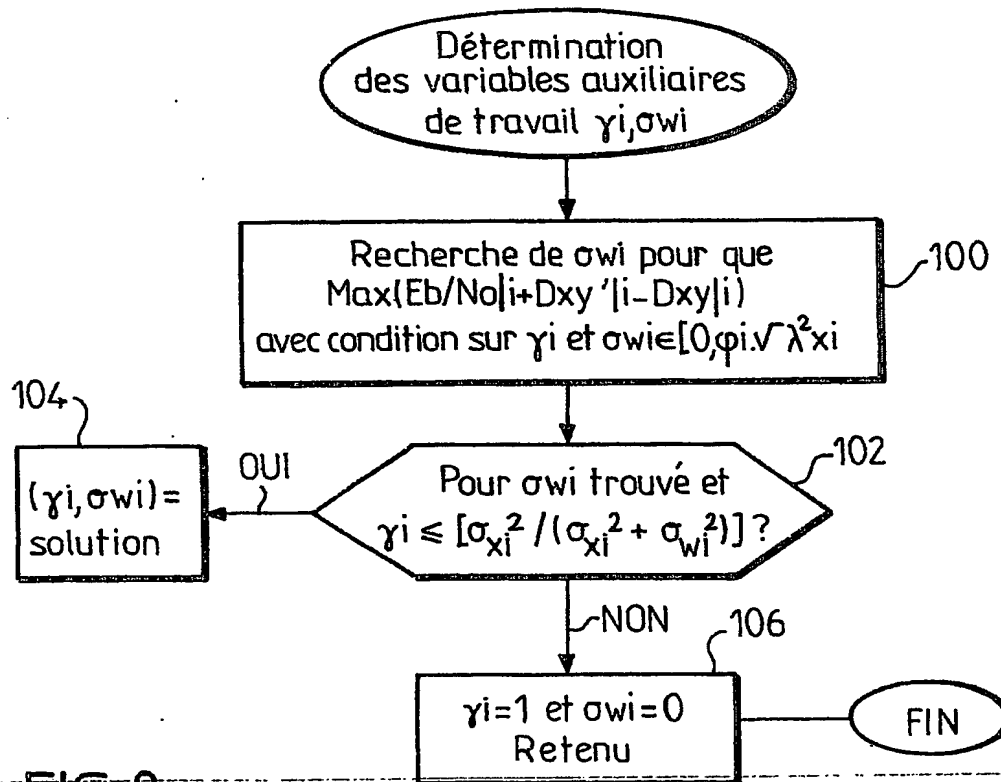 Détermination
des variables auxiliaires
de travail γi,σwi
Recherche de σwi pour que
Max(Eb/No|i+Dxy'|i-Dxy|i)
avec condition sur γi et σwi∈[0,φi.√λ²xi
100
104
(γi,σwi)=
solution
OUI
102
Pour σwi trouvé et
γi ≤ [σxi²/(σxi² + σwi²)]?
NON
106
γi=1 et σwi=0
Retenu
FIN